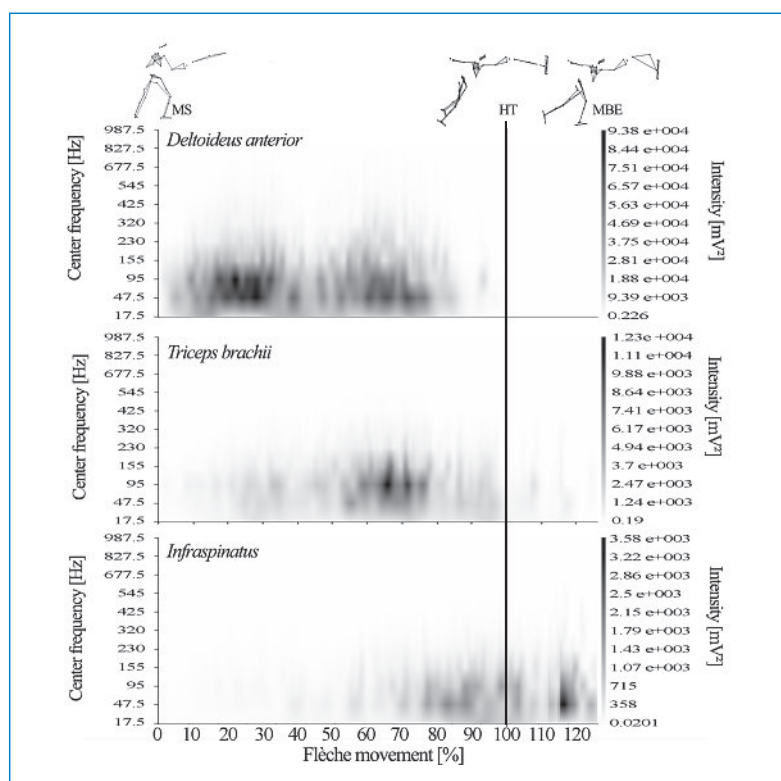 MS
HT
MBE
Deltoideus anterior
Center frequency [Hz]
987.5
827.5
677.5
545
425
320
230
155
95
47.5
17.5
9.38 e+004
8.44 e+004
7.51 e+004
6.57 e+004
5.63 e+004
4.69 e+004
3.75 e+004
2.81 e+004
1.88 e+004
9.39 e+003
0.226
Intensity [mV²]
Triceps brachii
Center frequency [Hz]
987.5
827.5
677.5
545
425
320
230
155
95
47.5
17.5
1.23e +004
1.11 e+004
9.88 e+003
8.64 e+003
7.41 e+003
6.17 e+003
4.94 e+003
3.7 e+003
2.47 e+003
1.24 e+003
0.19
Intensity [mV²]
Infraspinatus
Center frequency [Hz]
987.5
827.5
677.5
545
425
320
230
155
95
47.5
17.5
3.58 e+003
3.22 e+003
2.86 e+003
2.5 e+003
2.15 e+003
1.79 e+003
1.43 e+003
1.07 e+003
715
358
0.0201
Intensity [mV²]
0 10 20 30 40 50 60 70 80 90 100 110 120
Flèche movement [%]